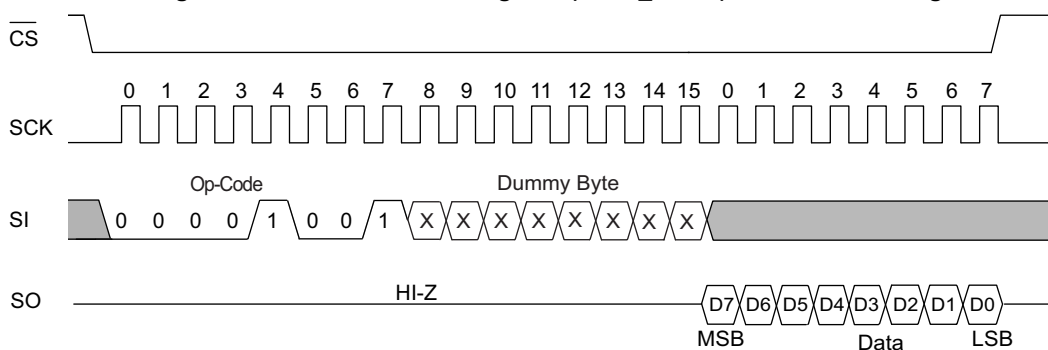 CS
0 1 2 3 4 5 6 7 8 9 10 11 12 13 14 15 0 1 2 3 4 5 6 7
SCK
Op-Code Dummy Byte
SI 0 0 0 0 1 0 0 1 X X X X X X X X
HI-Z
SO D7 D6 D5 D4 D3 D2 D1 D0
MSB Data LSB